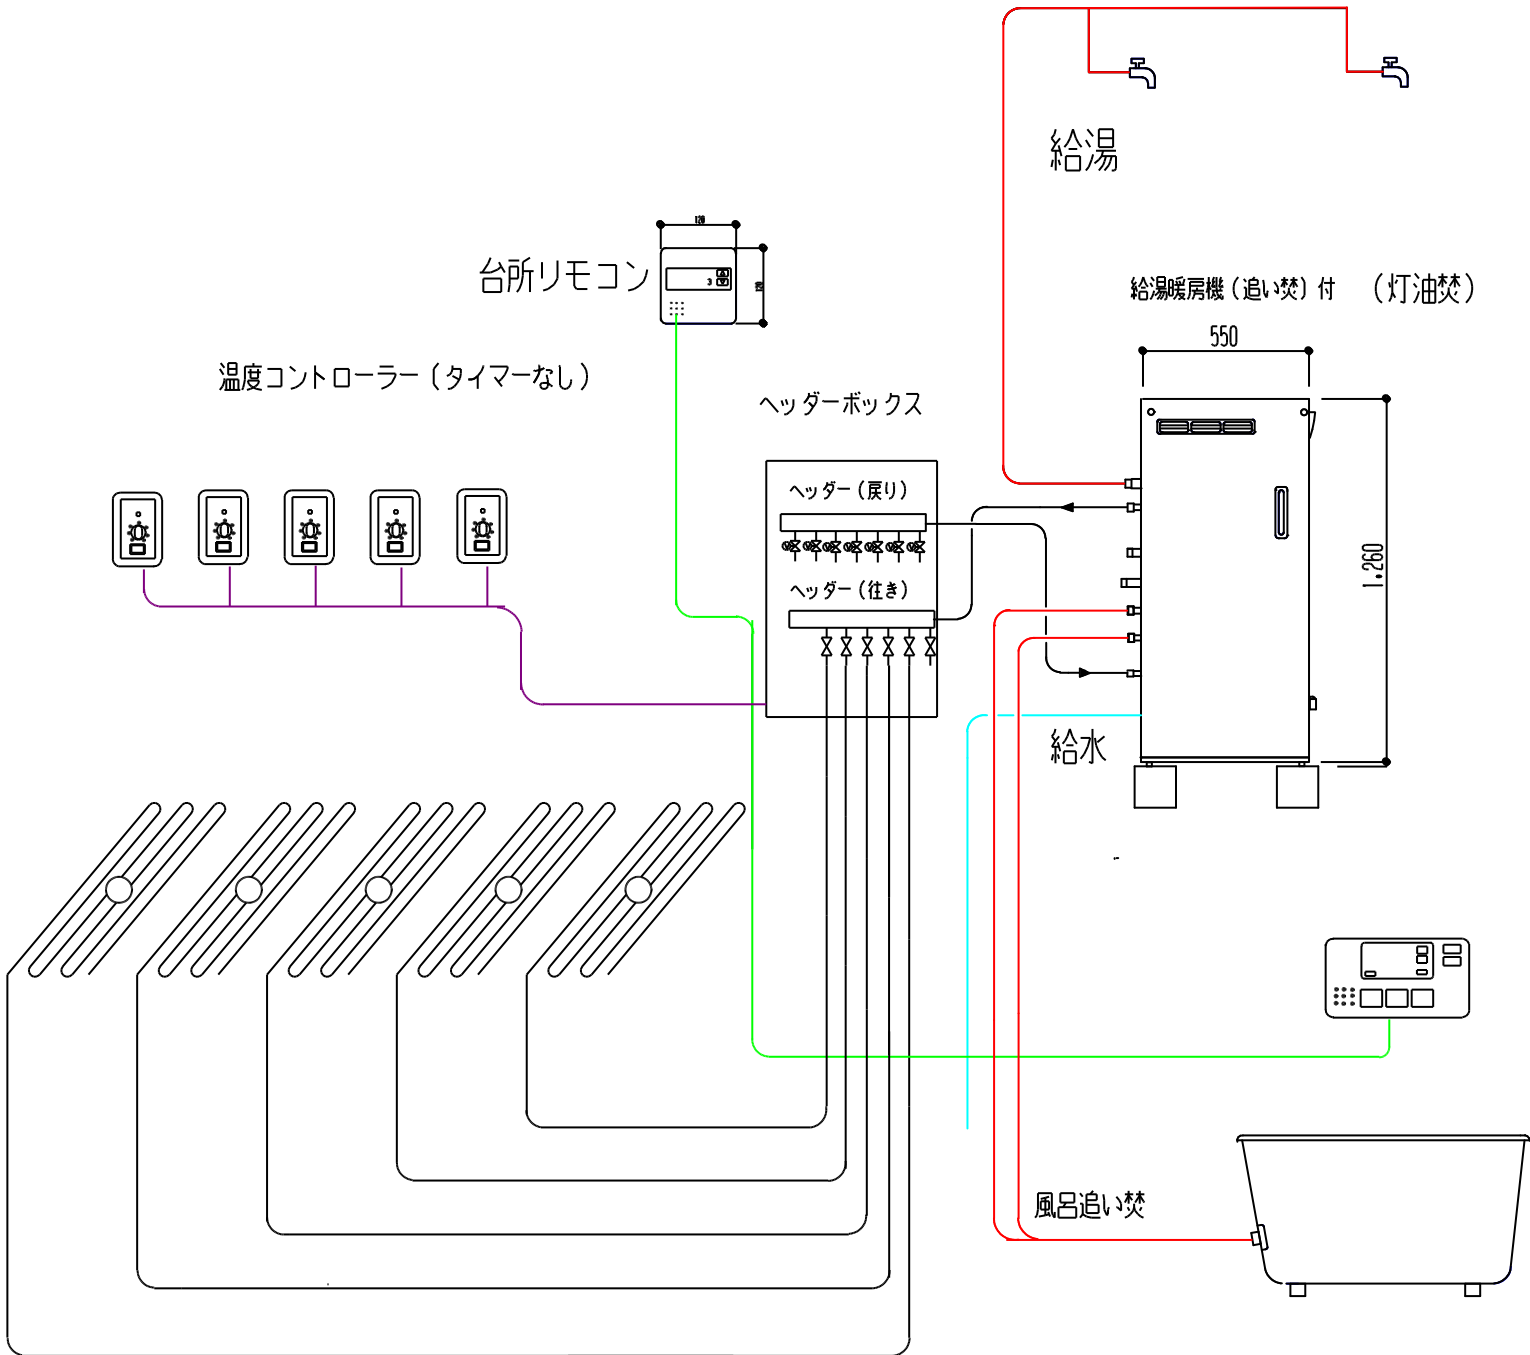 給湯
120
台所リモコン
3
120
給湯暖房機（追い焚）付 （灯油焚）
550
温度コントローラー（タイマーなし）
ヘッダーボックス
ヘッダー（戻り）
1.260
ヘッダー（往き）
給水
風呂追い焚